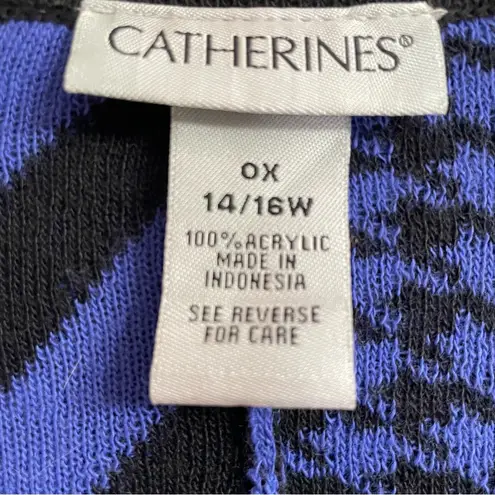 CATHERINES®
0X
14/16W
100% ACRYLIC
MADE IN
INDONESIA
SEE REVERSE
FOR CARE